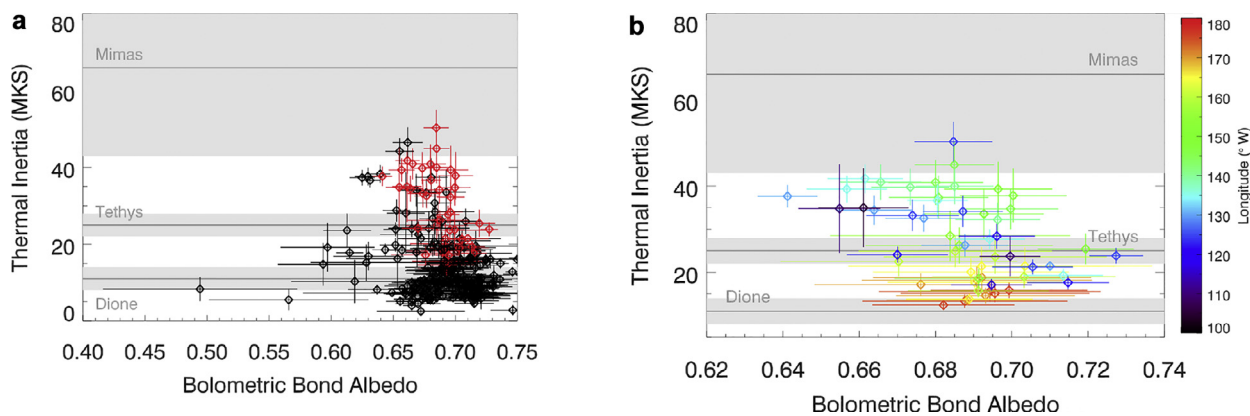 a
80
60
40
20
0
Thermal Inertia (MKS)
Mimas
Tethys
Dione
0.40 0.45 0.50 0.55 0.60 0.65 0.70 0.75
Bolometric Bond Albedo
b
80
60
40
20
Thermal Inertia (MKS)
Mimas
Tethys
Dione
0.62 0.64 0.66 0.68 0.70 0.72 0.74
Bolometric Bond Albedo
180
170
160
150
140
130
120
110
100
Longitude (° W)